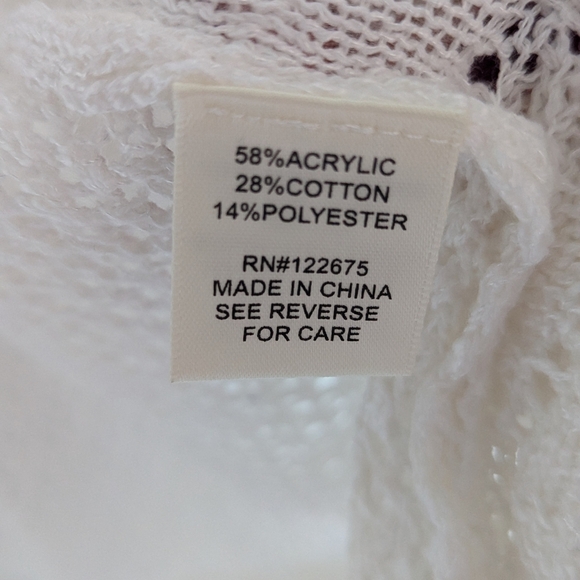 58%ACRYLIC
28%COTTON
14%POLYESTER
RN#122675
MADE IN CHINA
SEE REVERSE
FOR CARE